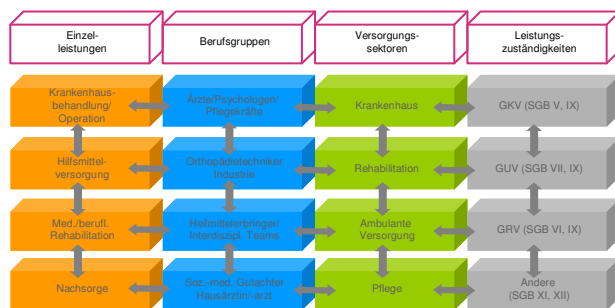 Einzel-
leistungen
Berufsgruppen
Versorgungs-
sektoren
Leistungs-
zuständigkeiten
Krankenhaus-
behandlung/
Operation
Ärzte/Psychologen/
Pflegekräfte
Krankenhaus
GKV (SGB V, IX)
Hilfsmittel-
versorgung
Orthopädietechniker
Industrie
Rehabilitation
GUV (SGB VII, IX)
Med./berufl.
Rehabilitation
Heilmittererbringer/
Interdiszipl. Teams
Ambulante
Versorgung
GRV (SGB VI, IX)
Nachsorge
Soz.-med. Gutachter
Hausärztin/-arzt
Pflege
Andere
(SGB XI, XII)